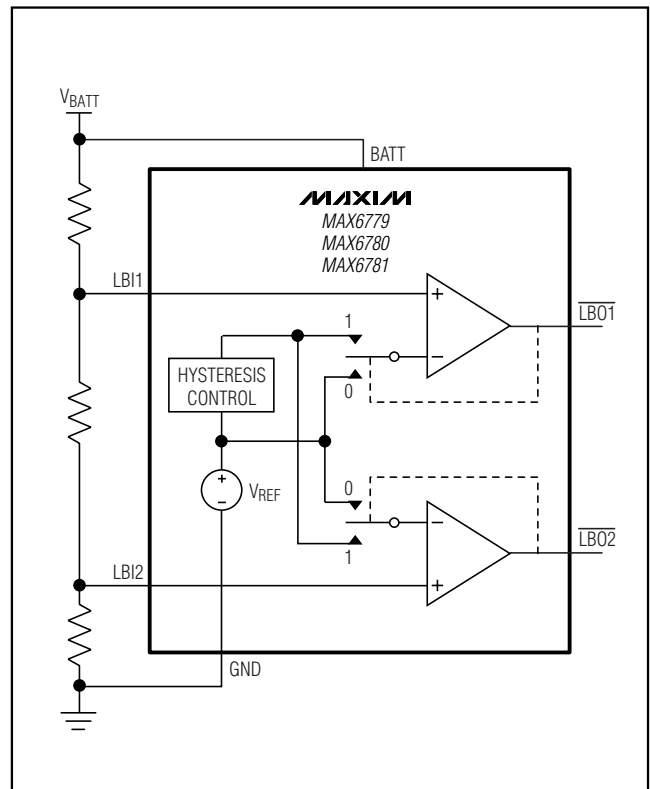 VBATT
BATT
MAXIM
MAX6779
MAX6780
MAX6781
LBI1
+
LBO1
1
−
HYSTERESIS
CONTROL
0
+
−
VREF
0
−
LBO2
1
LBI2
+
GND